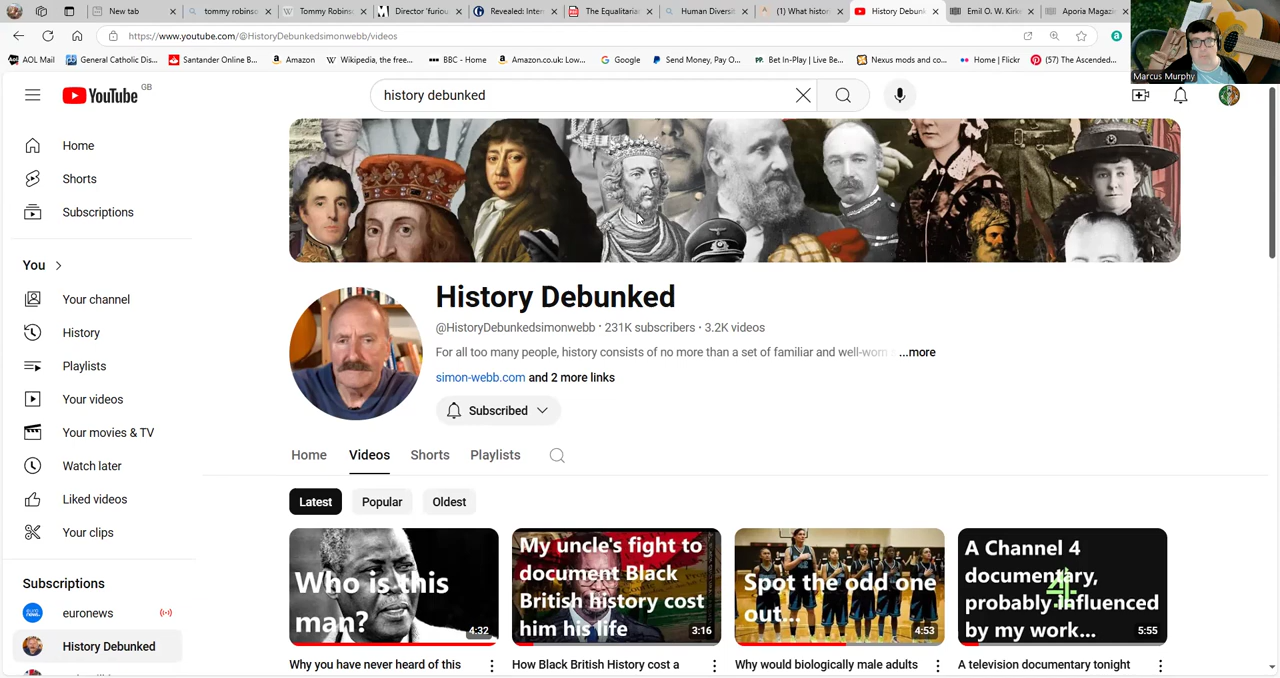 New tab
tommy robinso
Tommy Robins
Director 'furiou
Revealed: Inter
The Equalitaria
Human Diversi
(1) What histor
History Debunk
Emil O. W. Kirk
Aporia Magazi
https://www.youtube.com/@HistoryDebunkedsimonwebb/videos
AOL Mail
General Catholic Dis...
Santander Online B...
Amazon
Wikipedia, the free...
BBC - Home
Amazon.co.uk: Low...
Google
Send Money, Pay O...
Bet In-Play | Live Be...
Nexus mods and co...
Home | Flickr
(57) The Ascended...
Marcus Murphy
YouTube GB
history debunked
Home
Shorts
Subscriptions
You
Your channel
History
Playlists
Your videos
Your movies & TV
Watch later
Liked videos
Your clips
Subscriptions
euronews
History Debunked
History Debunked
@HistoryDebunkedsimonwebb · 231K subscribers · 3.2K videos
For all too many people, history consists of no more than a set of familiar and well-worn ...more
simon-webb.com and 2 more links
Subscribed
Home Videos Shorts Playlists
Latest Popular Oldest
Who is this
man?
4:32
Why you have never heard of this
My uncle's fight to
document Black
British history cost
him his life
3:16
How Black British History cost a
Spot the odd one
out...
4:53
Why would biologically male adults
A Channel 4
documentary,
probably influenced
by my work...
5:55
A television documentary tonight